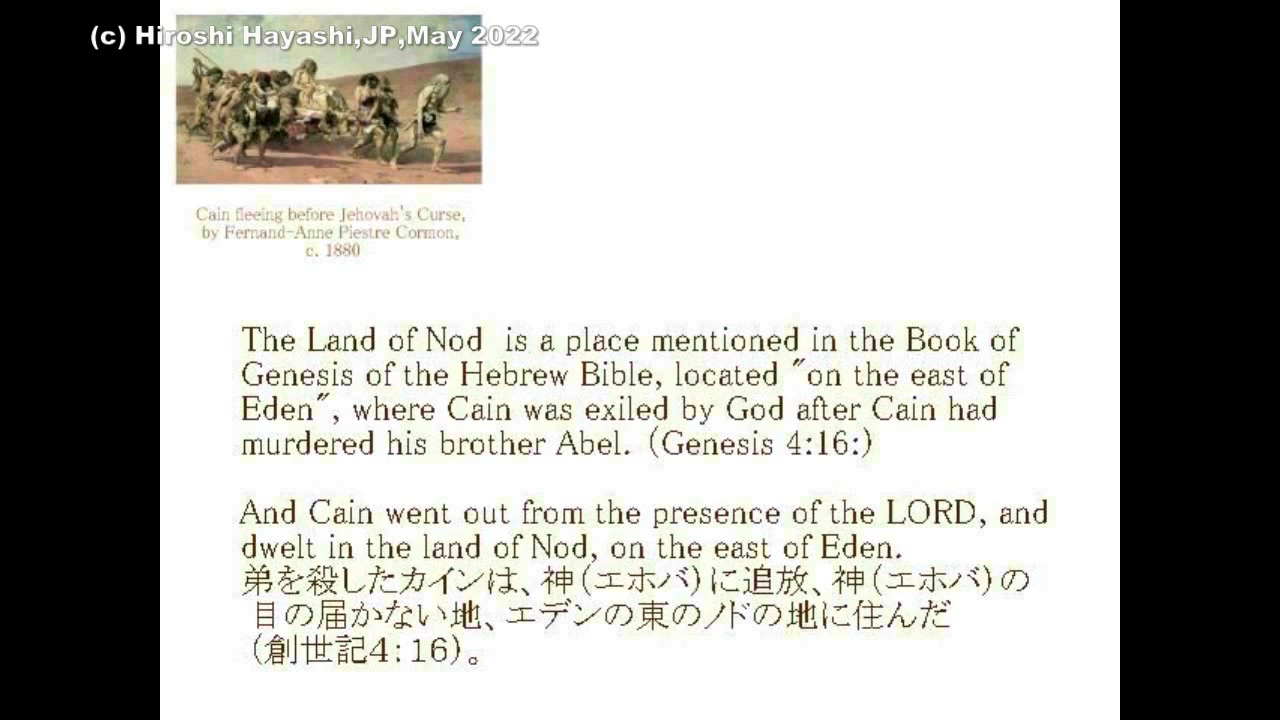 (c) Hiroshi Hayashi,JP,May 2022
Cain fleeing before Jehovah's Curse,
by Fernand-Anne Piestre Cormon,
c. 1880
The Land of Nod  is a place mentioned in the Book of
Genesis of the Hebrew Bible, located "on the east of
Eden", where Cain was exiled by God after Cain had
murdered his brother Abel. (Genesis 4:16:)
And Cain went out from the presence of the LORD, and
dwelt in the land of Nod, on the east of Eden.
弟を殺したカインは、神(エホバ)に追放、神(エホバ)の
目の届かない地、エデンの東のノドの地に住んだ
(創世記4:16)。